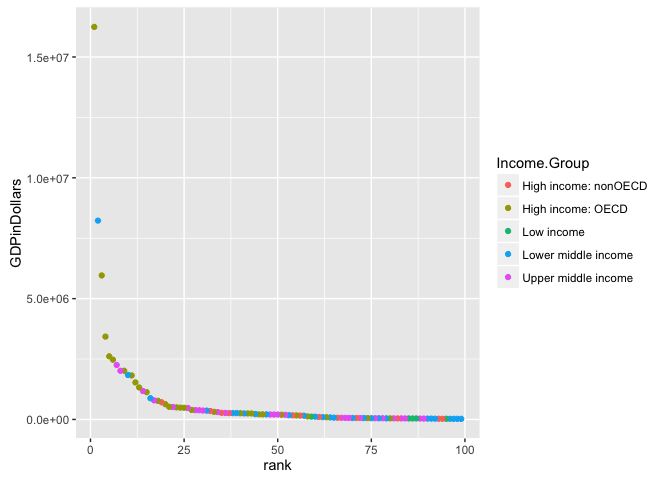 1.5e+07
1.0e+07
5.0e+06
0.0e+00
GDPinDollars
0
25
50
75
100
rank
Income.Group
High income: nonOECD
High income: OECD
Low income
Lower middle income
Upper middle income